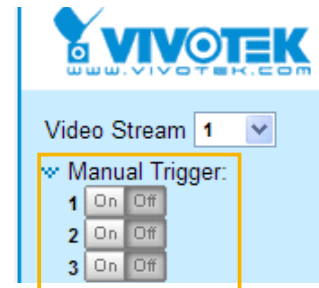 VIVOTEK
www.vivotek.com
Video Stream 1
Manual Trigger:
1 On Off
2 On Off
3 On Off